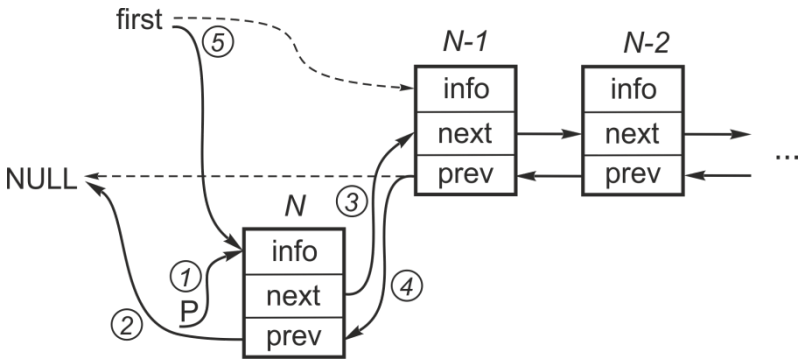 first
5
N-1
N-2
info
info
next
next
...
NULL
prev
prev
3
N
info
1
4
next
P
2
prev